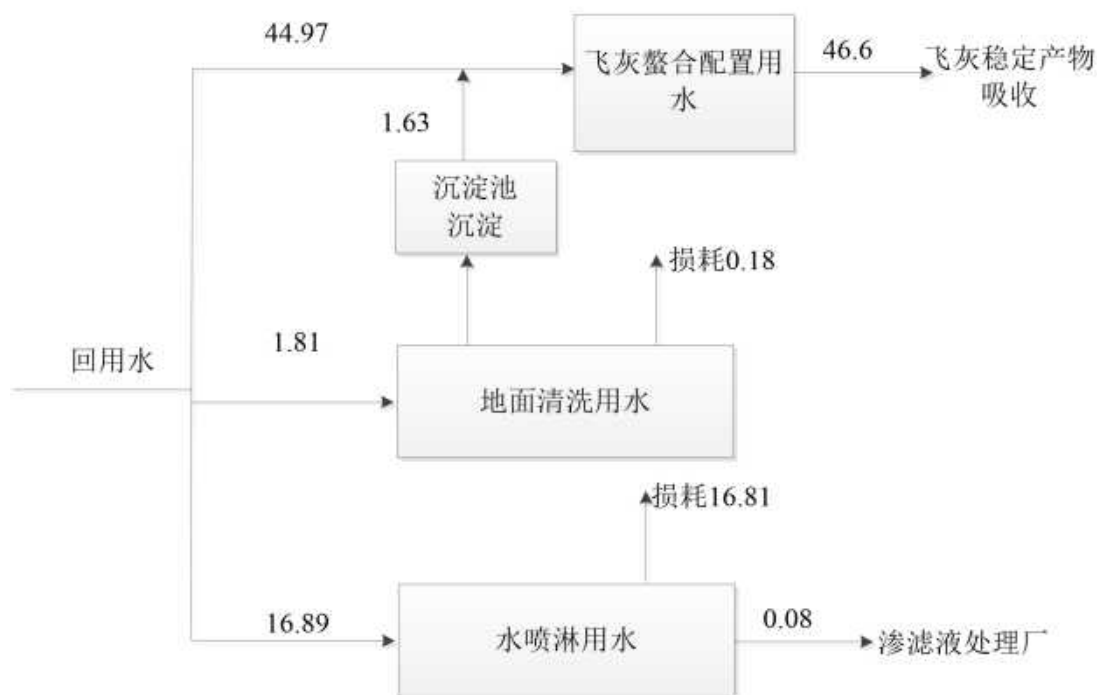 44.97
飞灰螯合配置用
水
46.6
飞灰稳定产物
吸收
1.63
沉淀池
沉淀
损耗0.18
1.81
回用水
地面清洗用水
损耗16.81
16.89
水喷淋用水
0.08
渗滤液处理厂